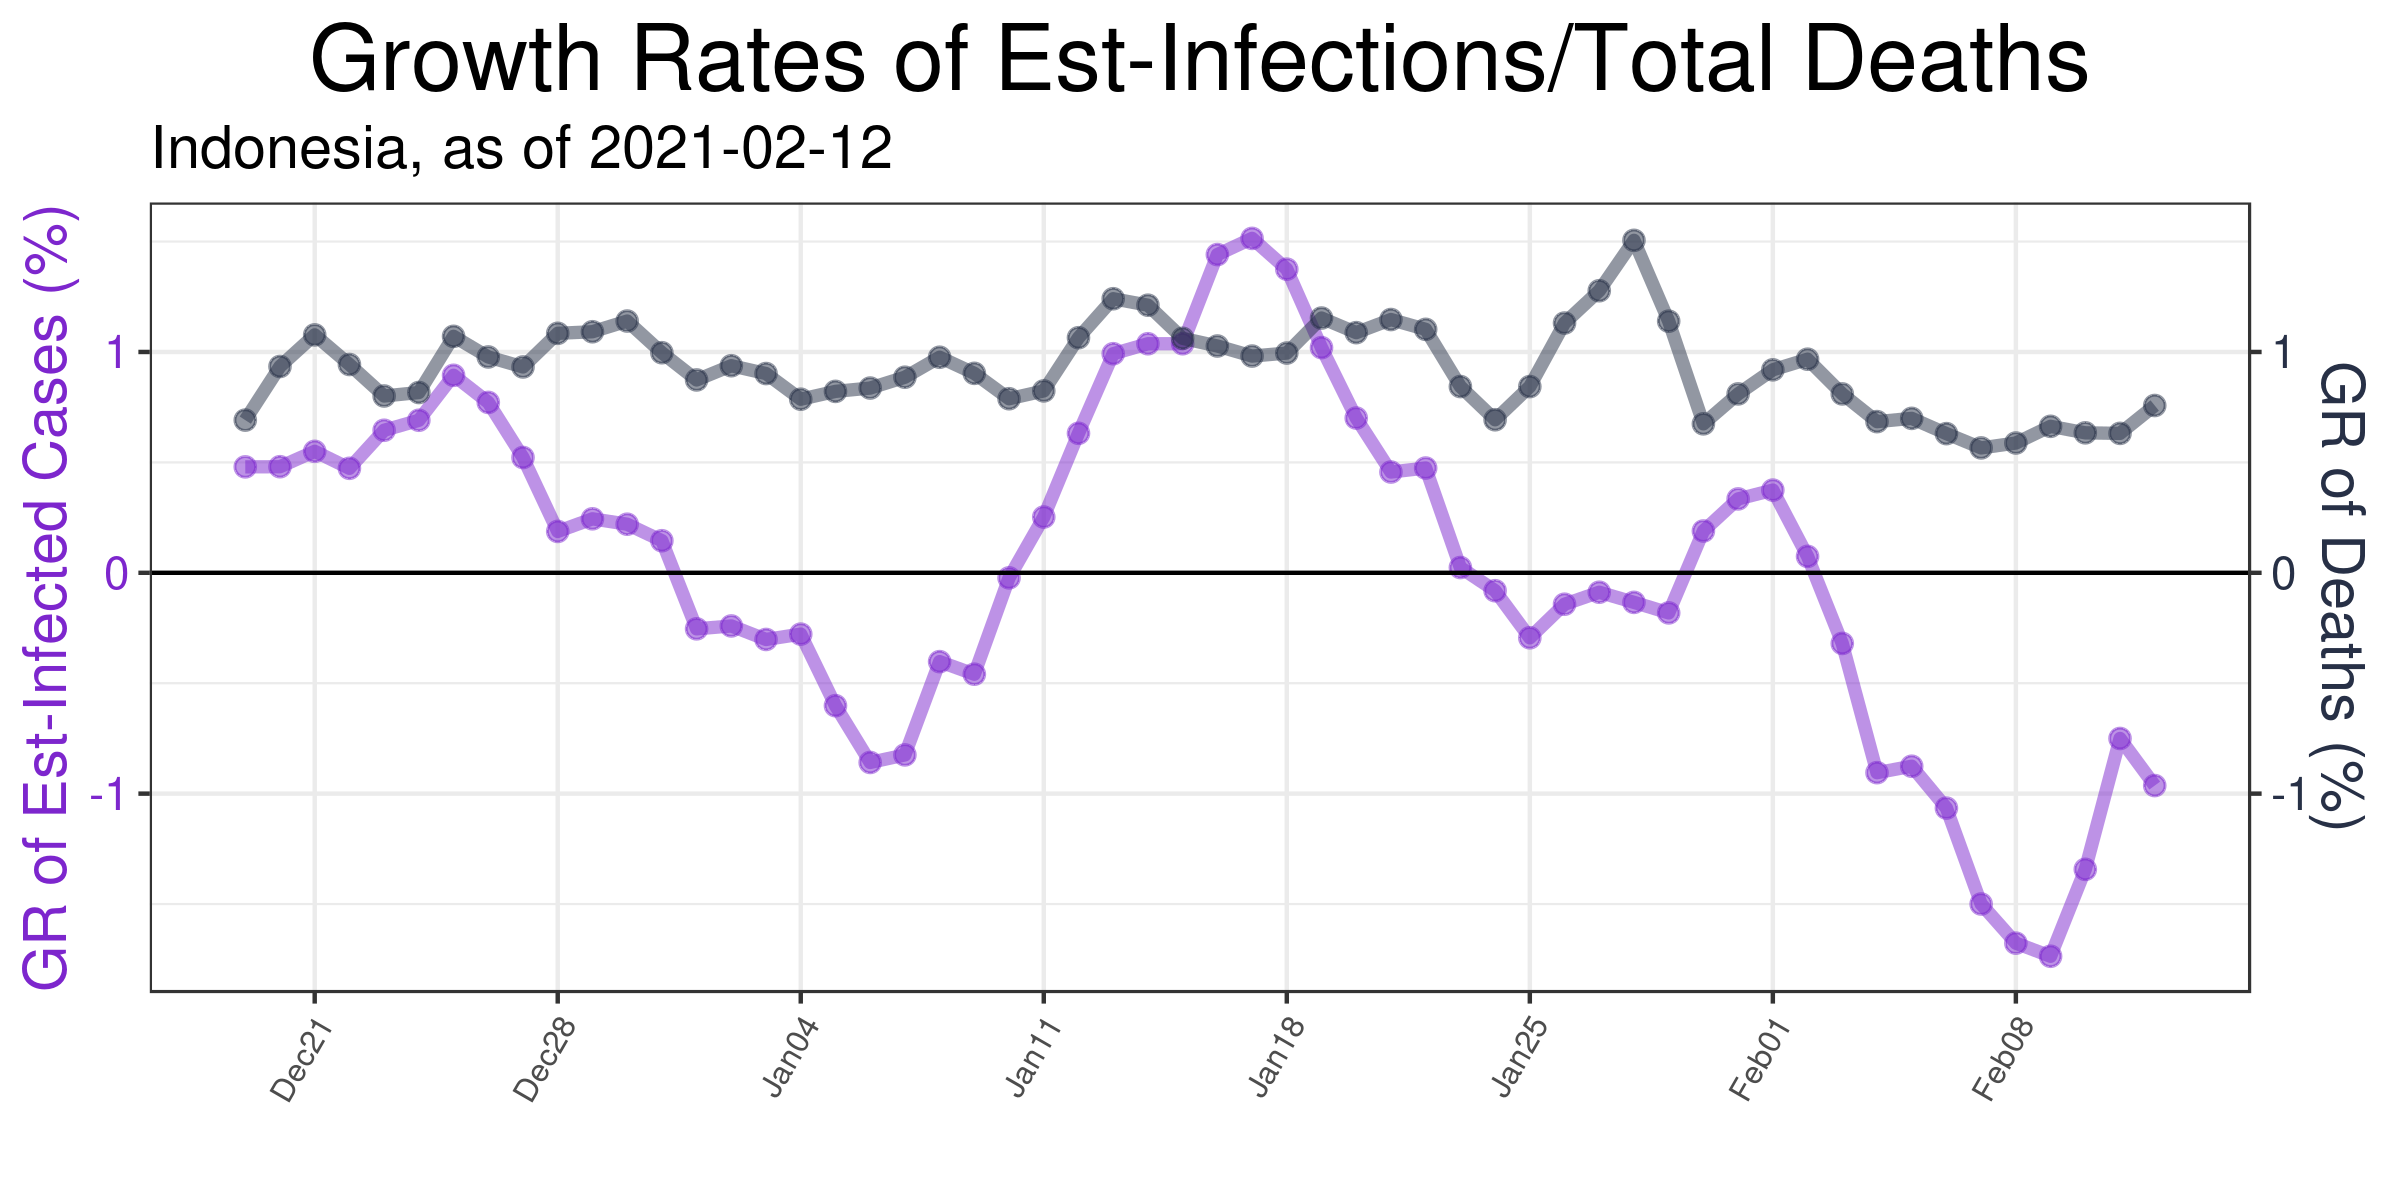 Growth Rates of Est-Infections/Total Deaths
Indonesia, as of 2021-02-12
GR of Est-Infected Cases (%)
1
0
-1
1
0
-1
GR of Deaths (%)
Dec21
Dec28
Jan04
Jan11
Jan18
Jan25
Feb01
Feb08